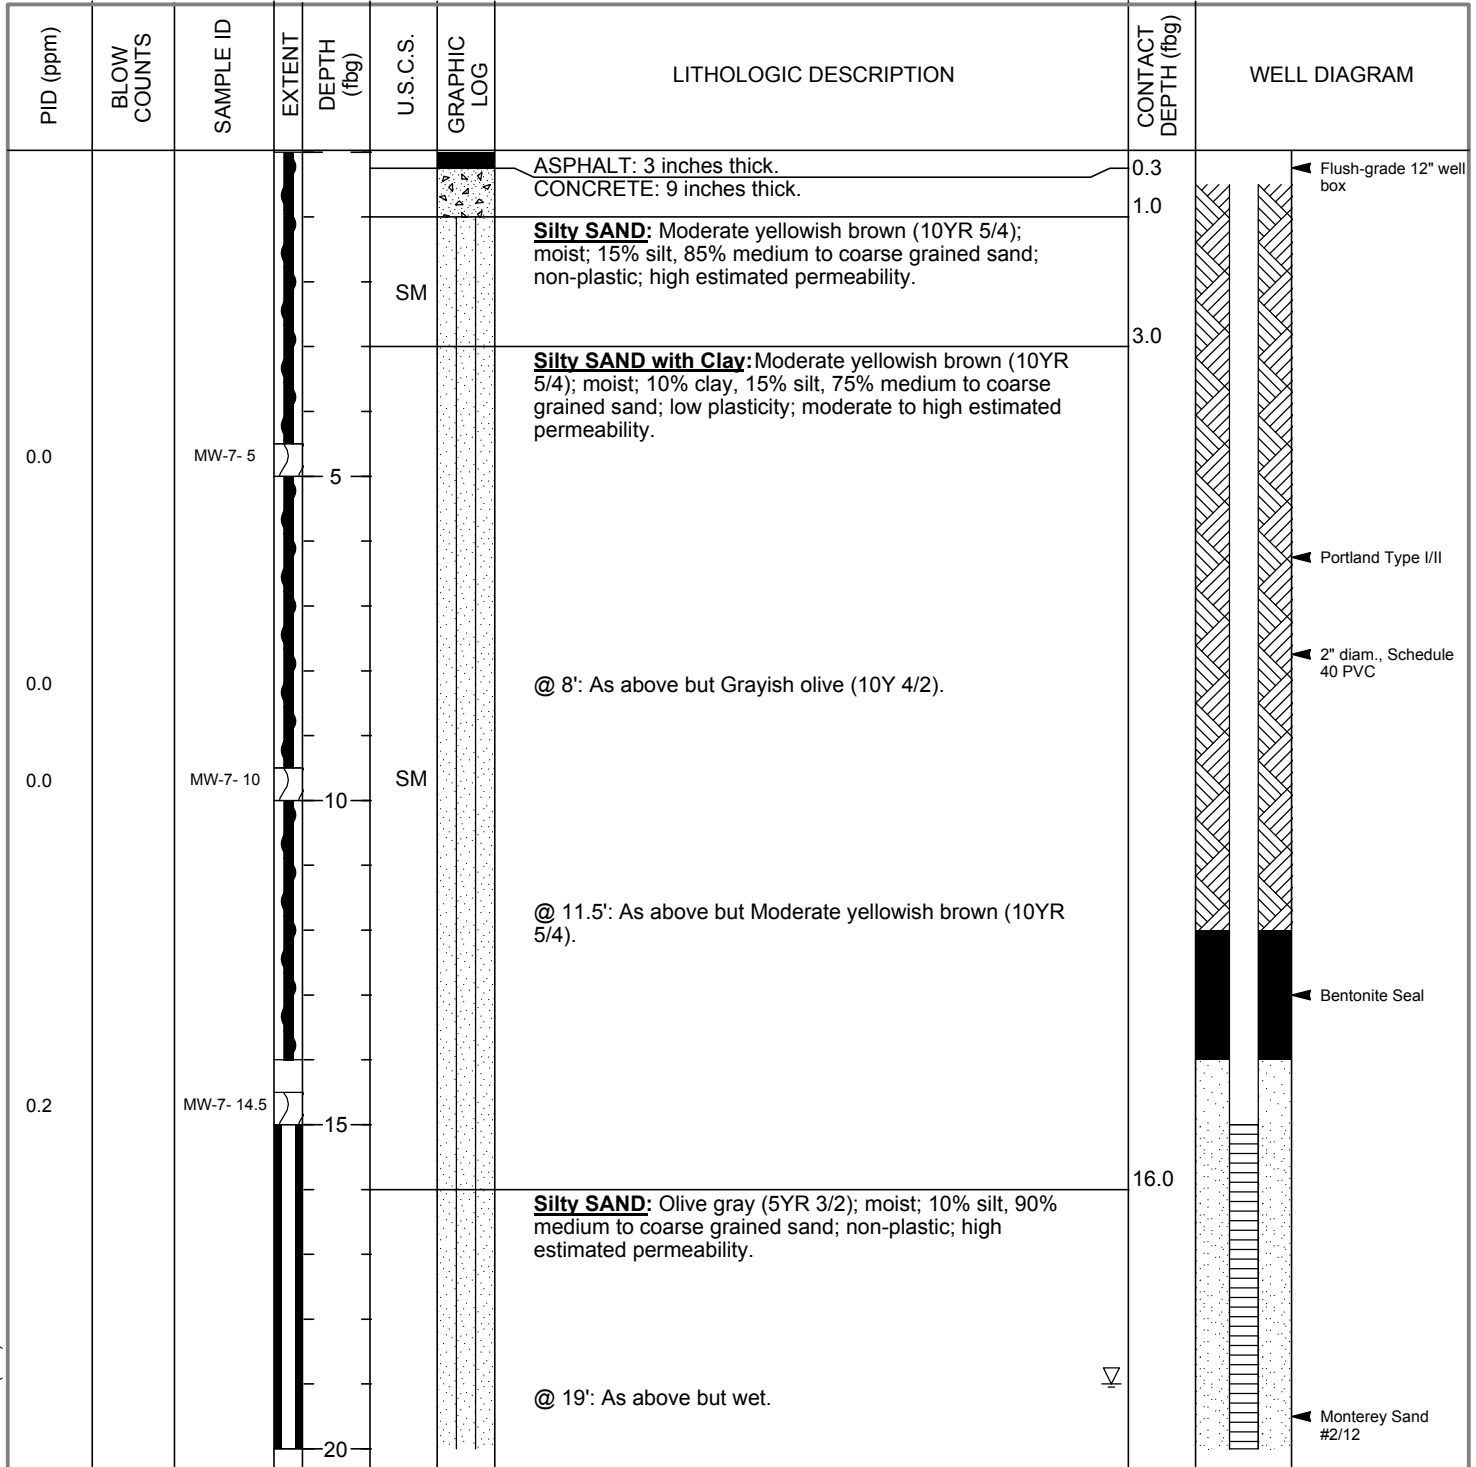 PID (ppm)
BLOW
COUNTS
SAMPLE ID
EXTENT
DEPTH
(fbg)
U.S.C.S.
GRAPHIC
LOG
LITHOLOGIC DESCRIPTION
CONTACT
DEPTH (fbg)
WELL DIAGRAM
ASPHALT: 3 inches thick.
0.3
Flush-grade 12" well
box
CONCRETE: 9 inches thick.
1.0
Silty SAND: Moderate yellowish brown (10YR 5/4);
moist; 15% silt, 85% medium to coarse grained sand;
non-plastic; high estimated permeability.
SM
3.0
Silty SAND with Clay: Moderate yellowish brown (10YR
5/4); moist; 10% clay, 15% silt, 75% medium to coarse
grained sand; low plasticity; moderate to high estimated
permeability.
0.0
MW-7- 5
5
Portland Type I/II
2" diam., Schedule
40 PVC
0.0
@ 8': As above but Grayish olive (10Y 4/2).
0.0
MW-7- 10
SM
10
@ 11.5': As above but Moderate yellowish brown (10YR
5/4).
Bentonite Seal
0.2
MW-7- 14.5
15
16.0
Silty SAND: Olive gray (5YR 3/2); moist; 10% silt, 90%
medium to coarse grained sand; non-plastic; high
estimated permeability.
@ 19': As above but wet.
Monterey Sand
#2/12
20